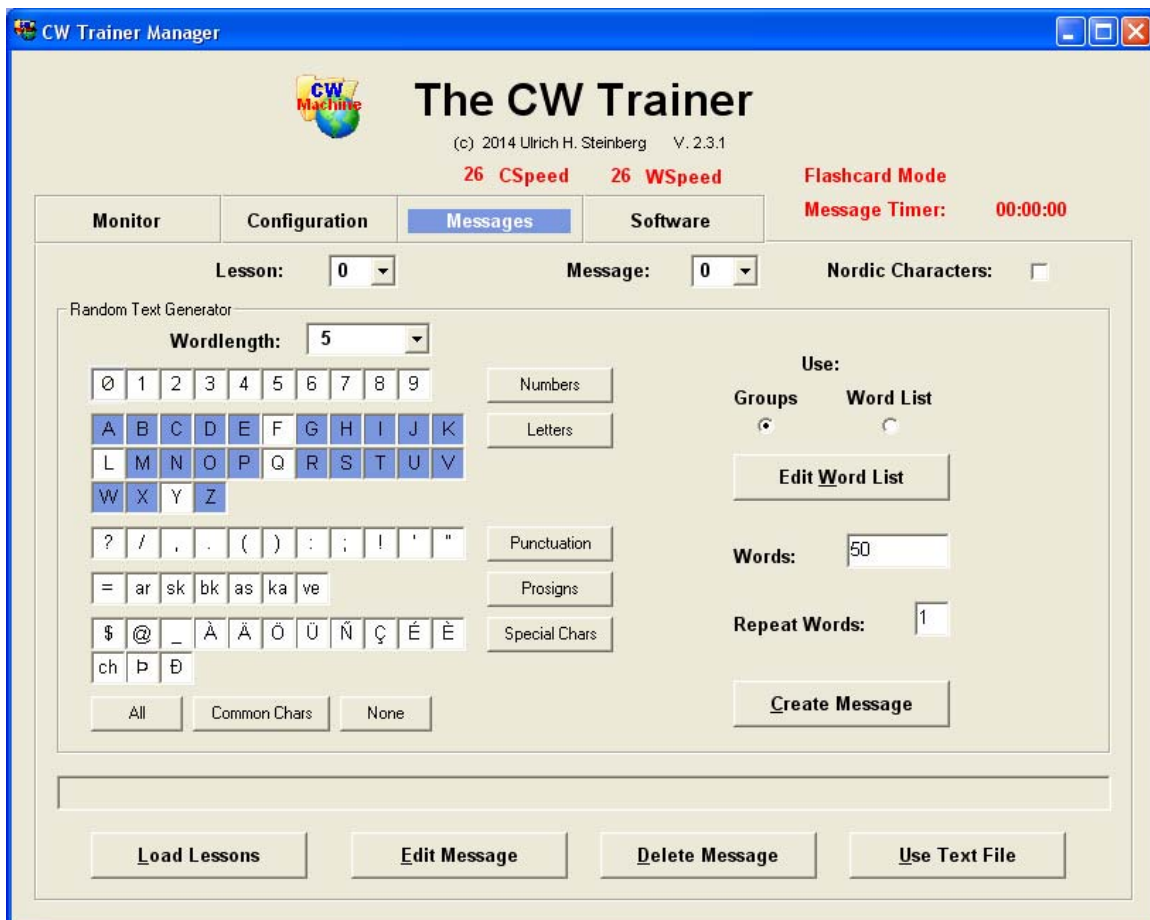 CW Trainer Manager
CW
Machine
The CW Trainer
(c) 2014 Ulrich H. Steinberg V. 2.3.1
26 CSpeed 26 WSpeed Flashcard Mode
Monitor Configuration Messages Software Message Timer: 00:00:00
Lesson: 0 Message: 0 Nordic Characters:
Random Text Generator
Wordlength: 5
Use:
Ø 1 2 3 4 5 6 7 8 9 Numbers
Groups Word List
A B C D E F G H I J K Letters
L M N O P Q R S T U V
W X Y Z
Edit Word List
? / , . ( ) : ; ! ' " Punctuation
Words: 50
= ar sk bk as ka ve Prosigns
$ @ _ À Ä Ö Ü Ñ Ç É È Special Chars
Repeat Words: 1
ch Þ Đ
All Common Chars None
Create Message
Load Lessons Edit Message Delete Message Use Text File